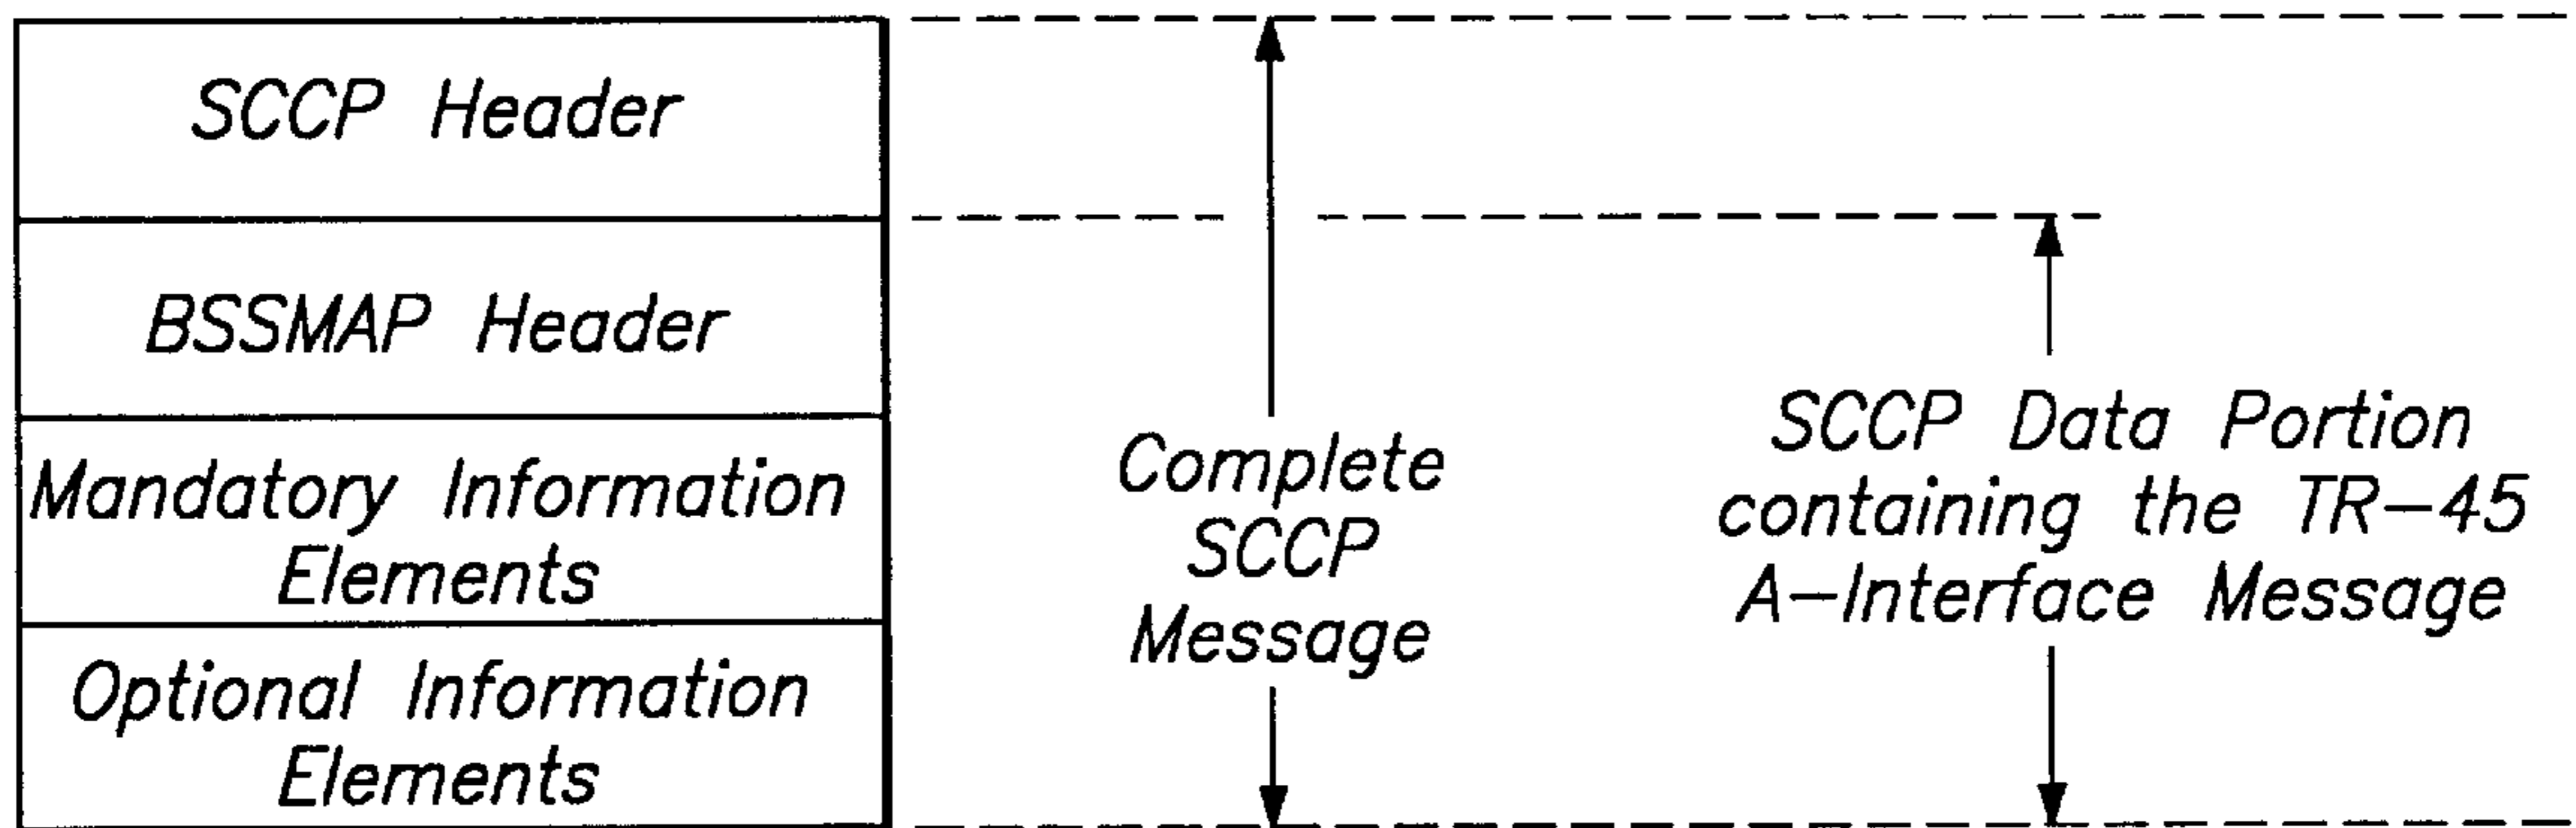 SCCP Header
BSSMAP Header
Mandatory Information
Elements
Optional Information
Elements
Complete
SCCP
Message
SCCP Data Portion
containing the TR-45
A-Interface Message